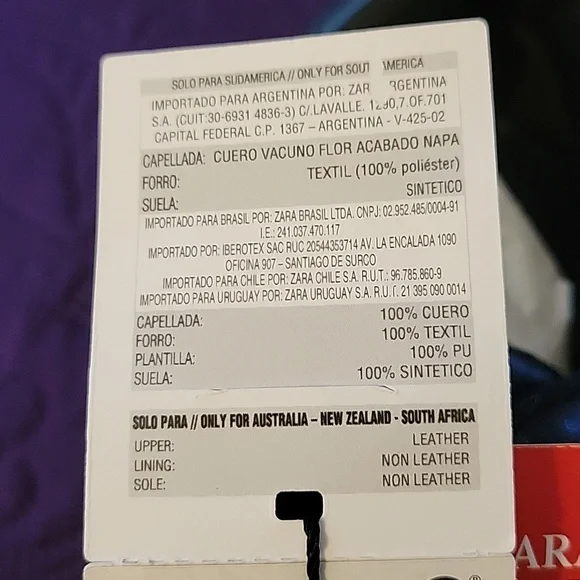 SOLO PARA SUDAMERICA // ONLY FOR SOUT AMERICA
IMPORTADO PARA ARGENTINA POR: ZAR RGENTINA
S.A. (CUIT:30-6931 4836-3) C/.LAVALLE. ,7.OF.701
CAPITAL FEDERAL C.P. 1367 – ARGENTINA - V-425-02
CAPELLADA: CUERO VACUNO FLOR ACABADO NAPA
FORRO: TEXTIL (100% poliéster)
SUELA: SINTETICO
IMPORTADO PARA BRASIL POR: ZARA BRASIL LTDA. CNPJ: 02.952.485/0004-91
I.E.: 241.037.470.117
IMPORTADO POR: IBEROTEX SAC RUC 20544353714 AV. LA ENCALADA 1090
OFICINA 907 – SANTIAGO DE SURCO
IMPORTADO PARA CHILE POR: ZARA CHILE S.A. R.U.T.: 96.785.860-9
IMPORTADO PARA URUGUAY POR: ZARA URUGUAY S.A. R.U.T. 21 395 090 0014
CAPELLADA: 100% CUERO
FORRO: 100% TEXTIL
PLANTILLA: 100% PU
SUELA: 100% SINTETICO
SOLO PARA // ONLY FOR AUSTRALIA – NEW ZEALAND - SOUTH AFRICA
UPPER: LEATHER
LINING: NON LEATHER
SOLE: NON LEATHER
AR
®